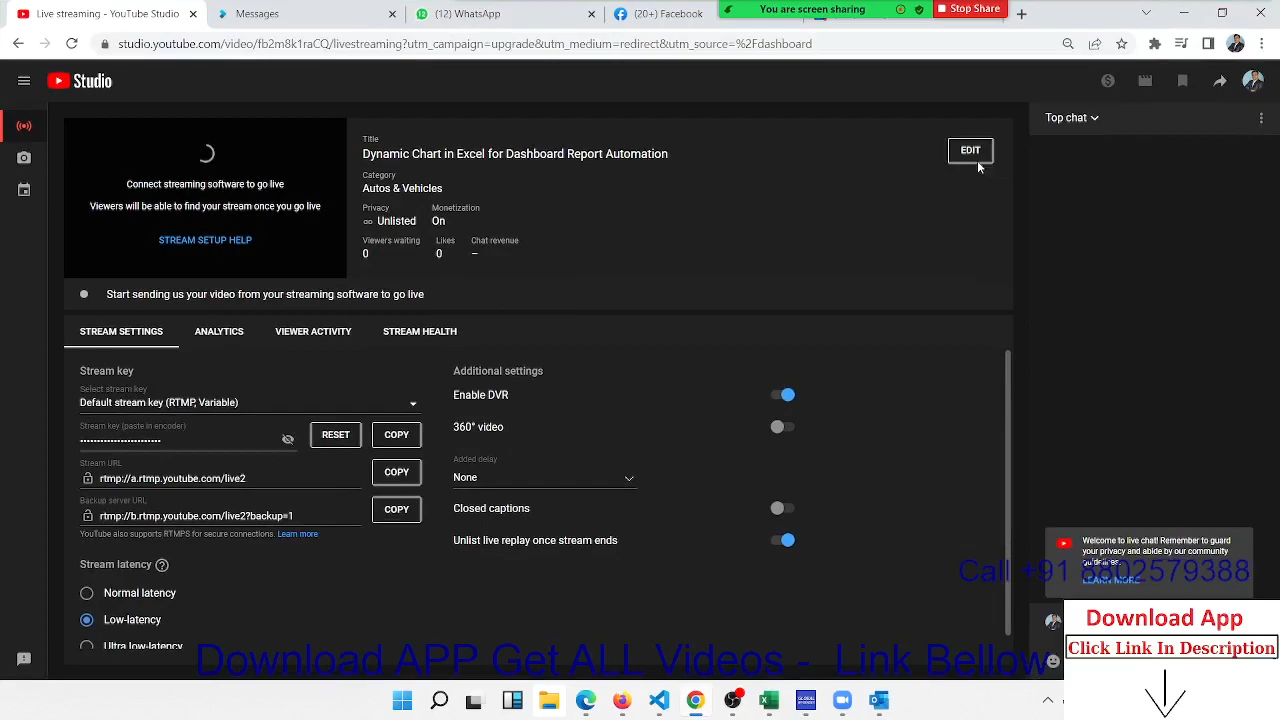 Live streaming - YouTube Studio
Messages
(12) WhatsApp
(20+) Facebook
You are screen sharing
Stop Share
studio.youtube.com/video/fb2m8k1raCQ/livestreaming?utm_campaign=upgrade&utm_medium=redirect&utm_source=%2Fdashboard
Studio
Top chat
Connect streaming software to go live
Viewers will be able to find your stream once you go live
STREAM SETUP HELP
Title
Dynamic Chart in Excel for Dashboard Report Automation
EDIT
Category
Autos & Vehicles
Privacy Monetization
Unlisted On
Viewers waiting Likes Chat revenue
0 0 –
Start sending us your video from your streaming software to go live
STREAM SETTINGS ANALYTICS VIEWER ACTIVITY STREAM HEALTH
Stream key
Select stream key
Default stream key (RTMP, Variable)
Stream key (paste in encoder)
RESET COPY
Stream URL
rtmp://a.rtmp.youtube.com/live2
COPY
Backup server URL
rtmp://b.rtmp.youtube.com/live2?backup=1
COPY
YouTube also supports RTMPS for secure connections. Learn more
Stream latency
Normal latency
Low-latency
Ultra low-latency
Additional settings
Enable DVR
360° video
Added delay
None
Closed captions
Unlist live replay once stream ends
Welcome to live chat! Remember to guard
your privacy and abide by our community
guidelines.
LEARN MORE
Call +91 8802579388
Download APP Get ALL Videos - Link Bellow
Download App
Click Link In Description